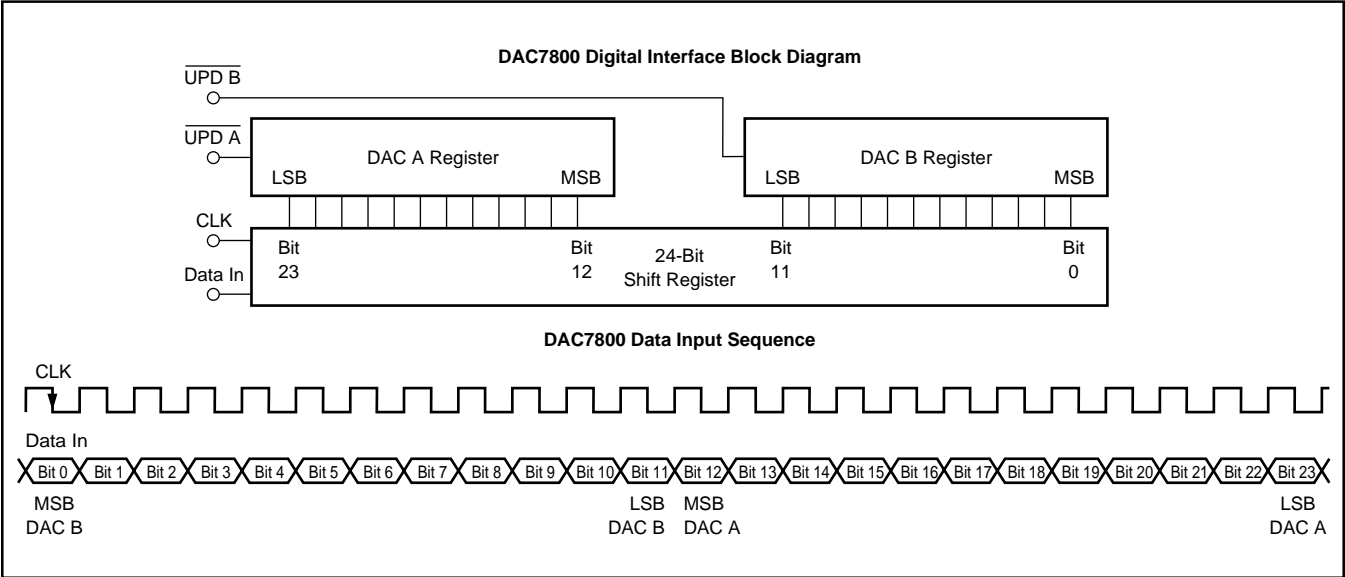 DAC7800 Digital Interface Block Diagram
UPD B
UPD A
DAC A Register
DAC B Register
LSB MSB LSB MSB
CLK
Bit Bit 24-Bit Bit Bit
23 12 Shift Register 11 0
Data In
DAC7800 Data Input Sequence
CLK
Data In
Bit 0 Bit 1 Bit 2 Bit 3 Bit 4 Bit 5 Bit 6 Bit 7 Bit 8 Bit 9 Bit 10 Bit 11 Bit 12 Bit 13 Bit 14 Bit 15 Bit 16 Bit 17 Bit 18 Bit 19 Bit 20 Bit 21 Bit 22 Bit 23
MSB LSB MSB LSB
DAC B DAC B DAC A DAC A